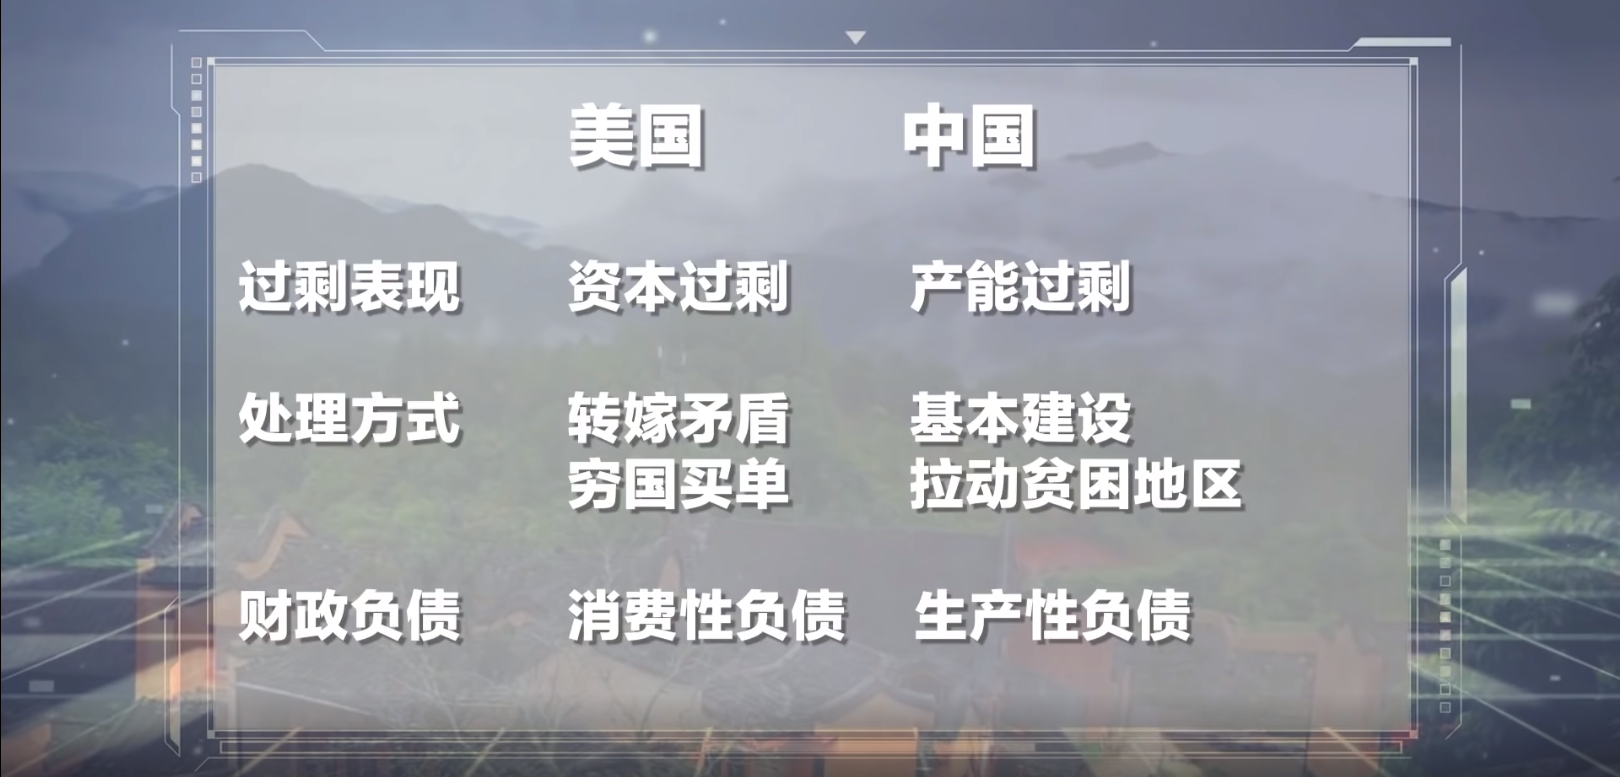 美国 中国
过剩表现 资本过剩 产能过剩
处理方式 转嫁矛盾 基本建设
穷国买单 拉动贫困地区
财政负债 消费性负债 生产性负债